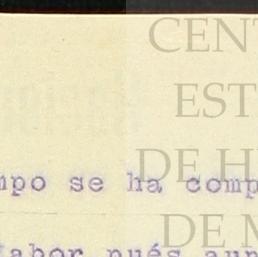 CENT
EST
DE H
mpo se ha comp
DE M
labor pués aun